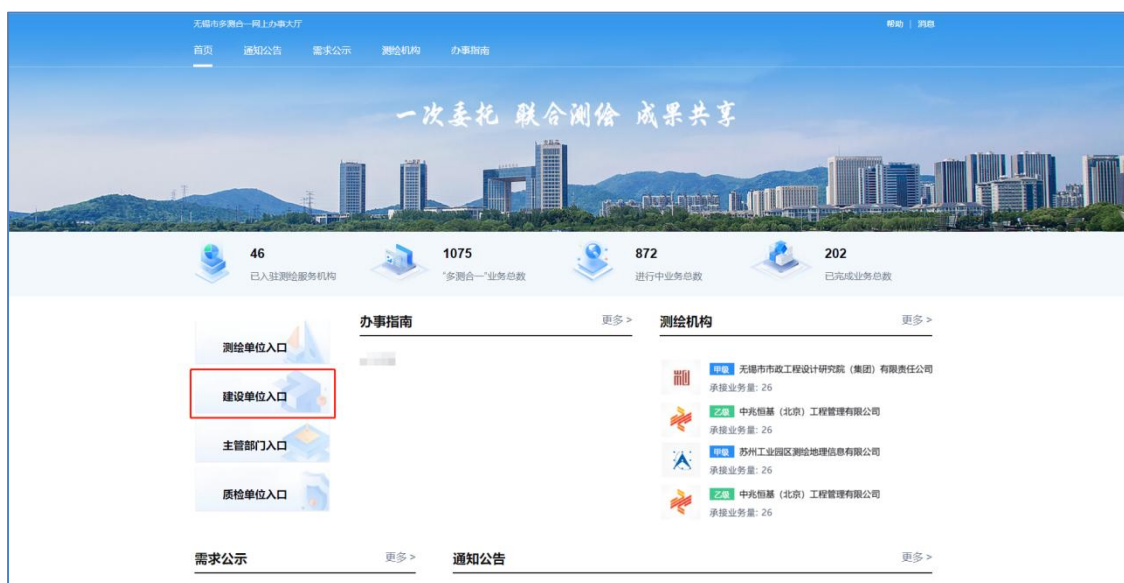 无锡市多测合一网上办事大厅
帮助 | 消息
首页 通知公告 需求公示 测绘机构 办事指南
一次委托 联合测绘 成果共享
46
已入驻测绘服务机构
1075
“多测合一”业务总数
872
进行中业务总数
202
已完成业务总数
测绘单位入口
建设单位入口
主管部门入口
质检单位入口
办事指南 更多 >
测绘机构 更多 >
甲级 无锡市市政工程设计研究院（集团）有限责任公司
承接业务量: 26
乙级 中兆恒基（北京）工程管理有限公司
承接业务量: 26
甲级 苏州工业园区测绘地理信息有限公司
承接业务量: 26
乙级 中兆恒基（北京）工程管理有限公司
承接业务量: 26
需求公示 更多 >
通知公告 更多 >